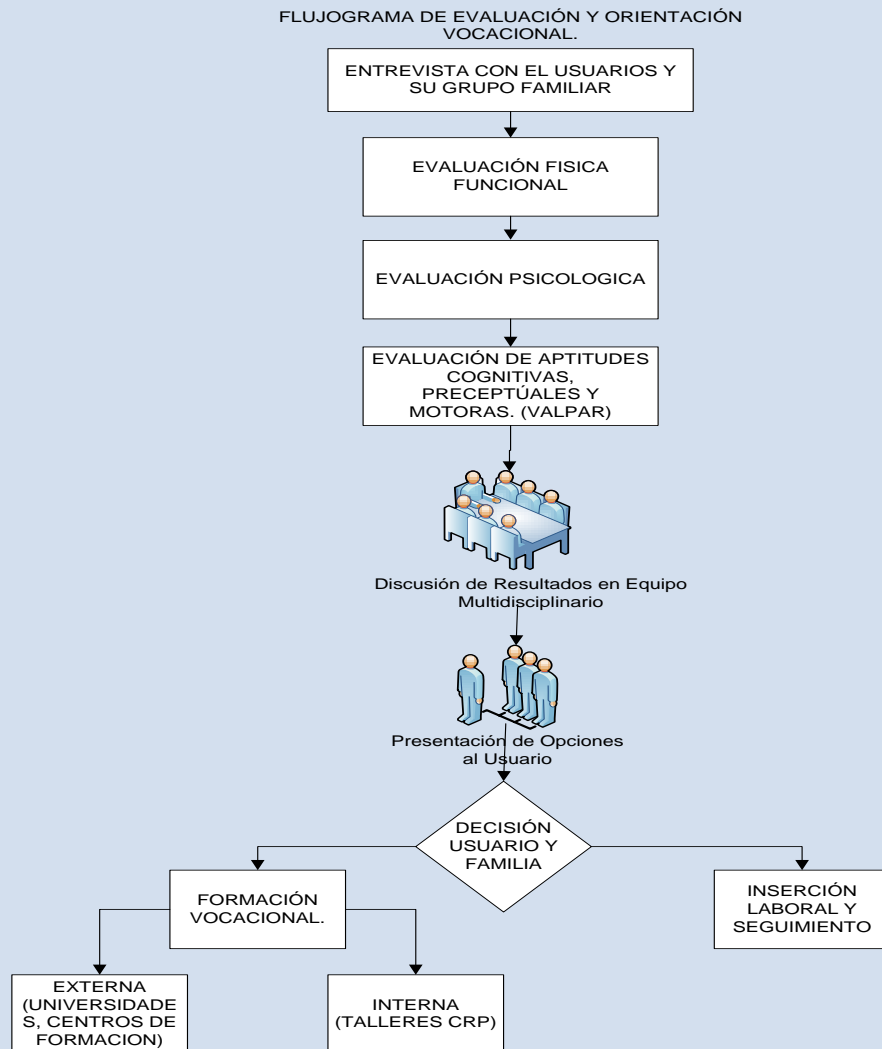 FLUJOGRAMA DE EVALUACIÓN Y ORIENTACIÓN
VOCACIONAL.
ENTREVISTA CON EL USUARIOS Y
SU GRUPO FAMILIAR
EVALUACIÓN FISICA
FUNCIONAL
EVALUACIÓN PSICOLOGICA
EVALUACIÓN DE APTITUDES
COGNITIVAS,
PRECEPTÚALES Y
MOTORAS. (VALPAR)
Discusión de Resultados en Equipo
Multidisciplinario
Presentación de Opciones
al Usuario
DECISIÓN
USUARIO Y
FAMILIA
FORMACIÓN
VOCACIONAL.
INSERCIÓN
LABORAL Y
SEGUIMIENTO
EXTERNA
(UNIVERSIDADE
S, CENTROS DE
FORMACION)
INTERNA
(TALLERES CRP)